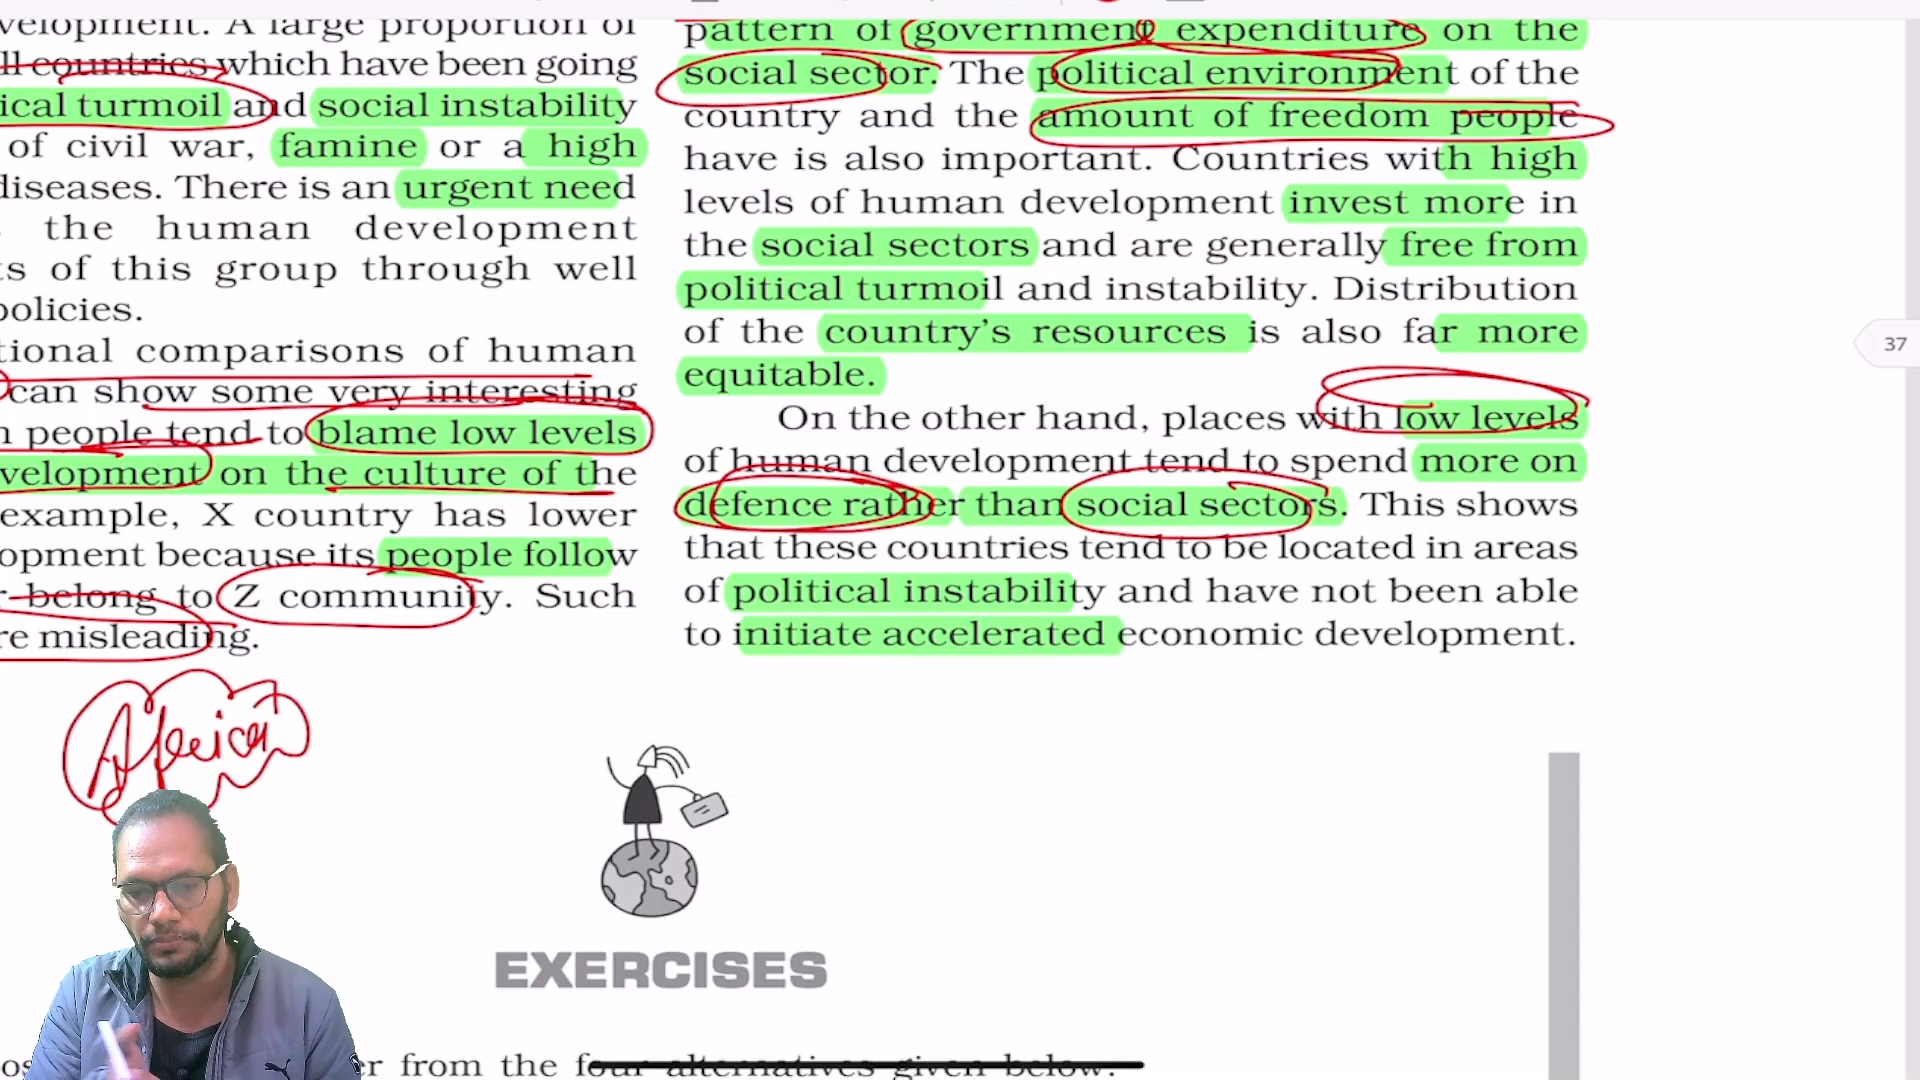 velopment. A large proportion of
ll countries which have been going
ical turmoil and social instability
of civil war, famine or a high
diseases. There is an urgent need
the human development
ts of this group through well
policies.
tional comparisons of human
can show some very interesting
n people tend to blame low levels
velopment on the culture of the
example, X country has lower
opment because its people follow
r belong to Z community. Such
re misleading.
African
pattern of government expenditure on the
social sector. The political environment of the
country and the amount of freedom people
have is also important. Countries with high
levels of human development invest more in
the social sectors and are generally free from
political turmoil and instability. Distribution
of the country's resources is also far more
equitable.
On the other hand, places with low levels
of human development tend to spend more on
defence rather than social sectors. This shows
that these countries tend to be located in areas
of political instability and have not been able
to initiate accelerated economic development.
37
EXERCISES
er from the four alternatives given below.